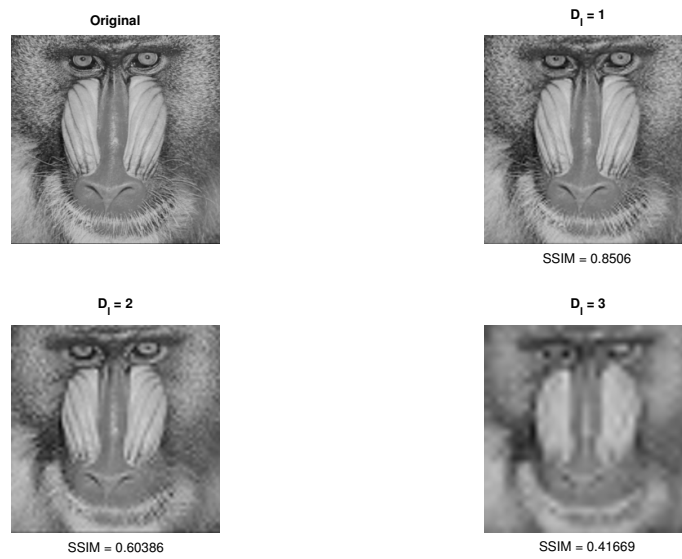 Original
D_l = 1
SSIM = 0.8506
D_l = 2
D_l = 3
SSIM = 0.60386
SSIM = 0.41669